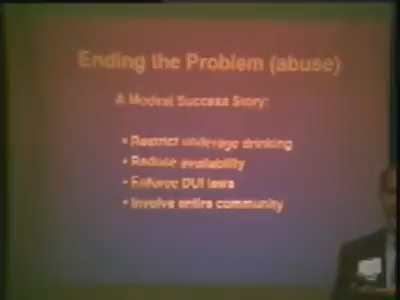 Ending the Problem (abuse)
A Modest Success Story:
• Restrict underage drinking
• Reduce availability
• Enforce DUI laws
• Involve entire community